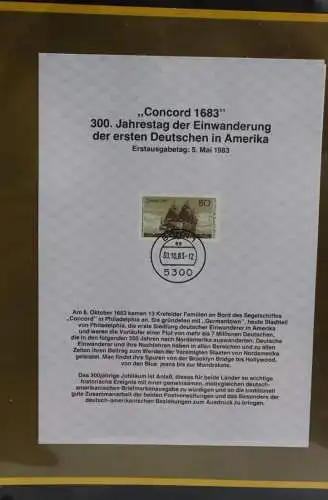 „Concord 1683"
300. Jahrestag der Einwanderung
der ersten Deutschen in Amerika
Erstausgabetag: 5. Mai 1983
80
03.10.83-12
5300
Am 6. Oktober 1683 kamen 13 Krefelder Familien an Bord des Segelschiffes
„Concord" in Philadelphia an. Sie gründeten mit „Germantown", heute Stadtteil
von Philadelphia, die erste Siedlung deutscher Einwanderer in Amerika
und waren die Vorläufer einer Flut von mehr als 7 Millionen Deutschen,
die in den folgenden 300 Jahren nach Nordamerika auswanderten. Deutsche
Einwanderer und ihre Nachfahren haben in allen Bereichen und zu allen
Zeiten ihren Beitrag zum Werden der Vereinigten Staaten von Nordamerika
geleistet. Man findet ihre Spuren von der Brooklyn Bridge bis Hollywood,
von den Blue jeans bis zur Mondrakete.
Das 300jährige Jubiläum ist Anlaß, dieses für beide Länder so wichtige
historische Ereignis mit einer gemeinsamen, motivgleichen deutsch-
amerikanischen Briefmarkenausgabe zu würdigen und so die traditionell
gute Zusammenarbeit der beiden Postverwaltungen und das Besondere der
deutsch-amerikanischen Beziehungen zum Ausdruck zu bringen.